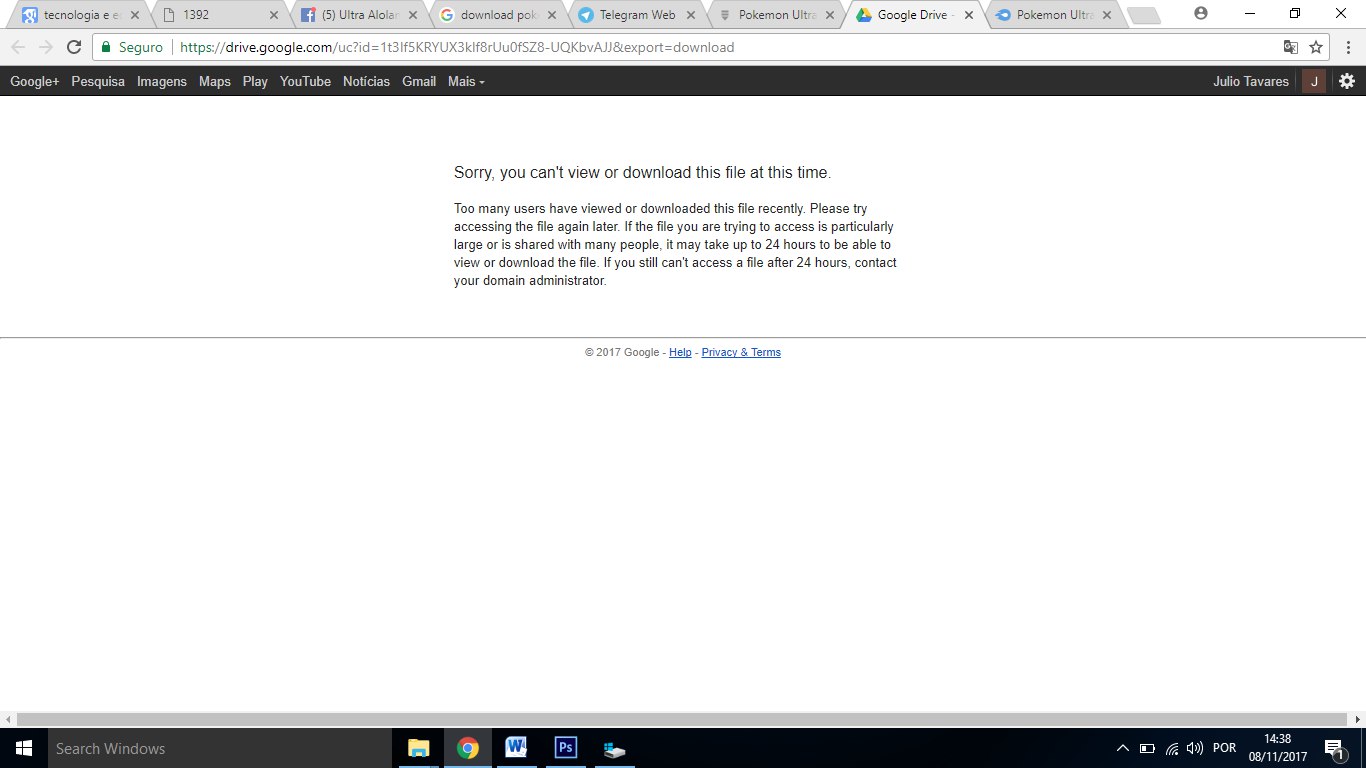 tecnologia e e
1392
(5) Ultra Alolan
download pok
Telegram Web
Pokemon Ultra
Google Drive -
Pokemon Ultra
Seguro
https://drive.google.com/uc?id=1t3If5KRYUX3kIf8rUu0fSZ8-UQKbvAJJ&export=download
Google+ Pesquisa Imagens Maps Play YouTube Notícias Gmail Mais
Julio Tavares J
Sorry, you can't view or download this file at this time.
Too many users have viewed or downloaded this file recently. Please try
accessing the file again later. If the file you are trying to access is particularly
large or is shared with many people, it may take up to 24 hours to be able to
view or download the file. If you still can't access a file after 24 hours, contact
your domain administrator.
© 2017 Google - Help - Privacy & Terms
Search Windows
W
Ps
POR
14:38
08/11/2017
1